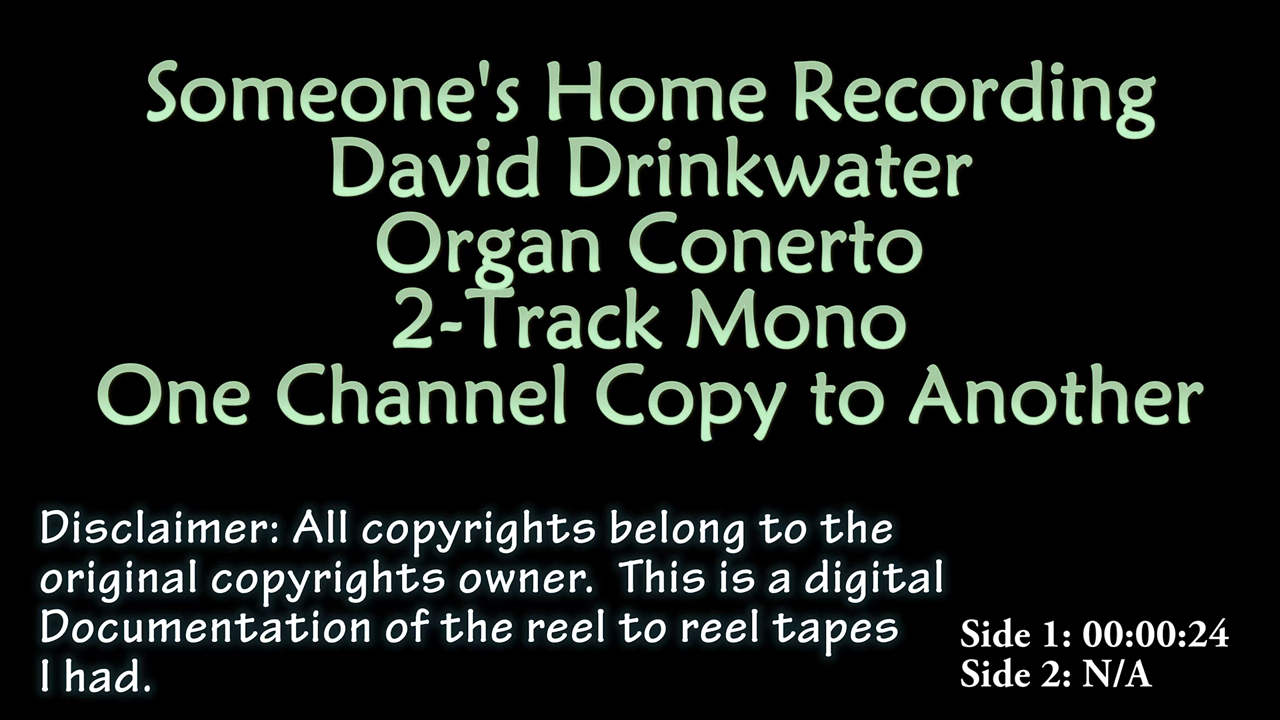 Someone's Home Recording
David Drinkwater
Organ Conerto
2-Track Mono
One Channel Copy to Another
Disclaimer: All copyrights belong to the
original copyrights owner.  This is a digital
Documentation of the reel to reel tapes
I had.
Side 1: 00:00:24
Side 2: N/A